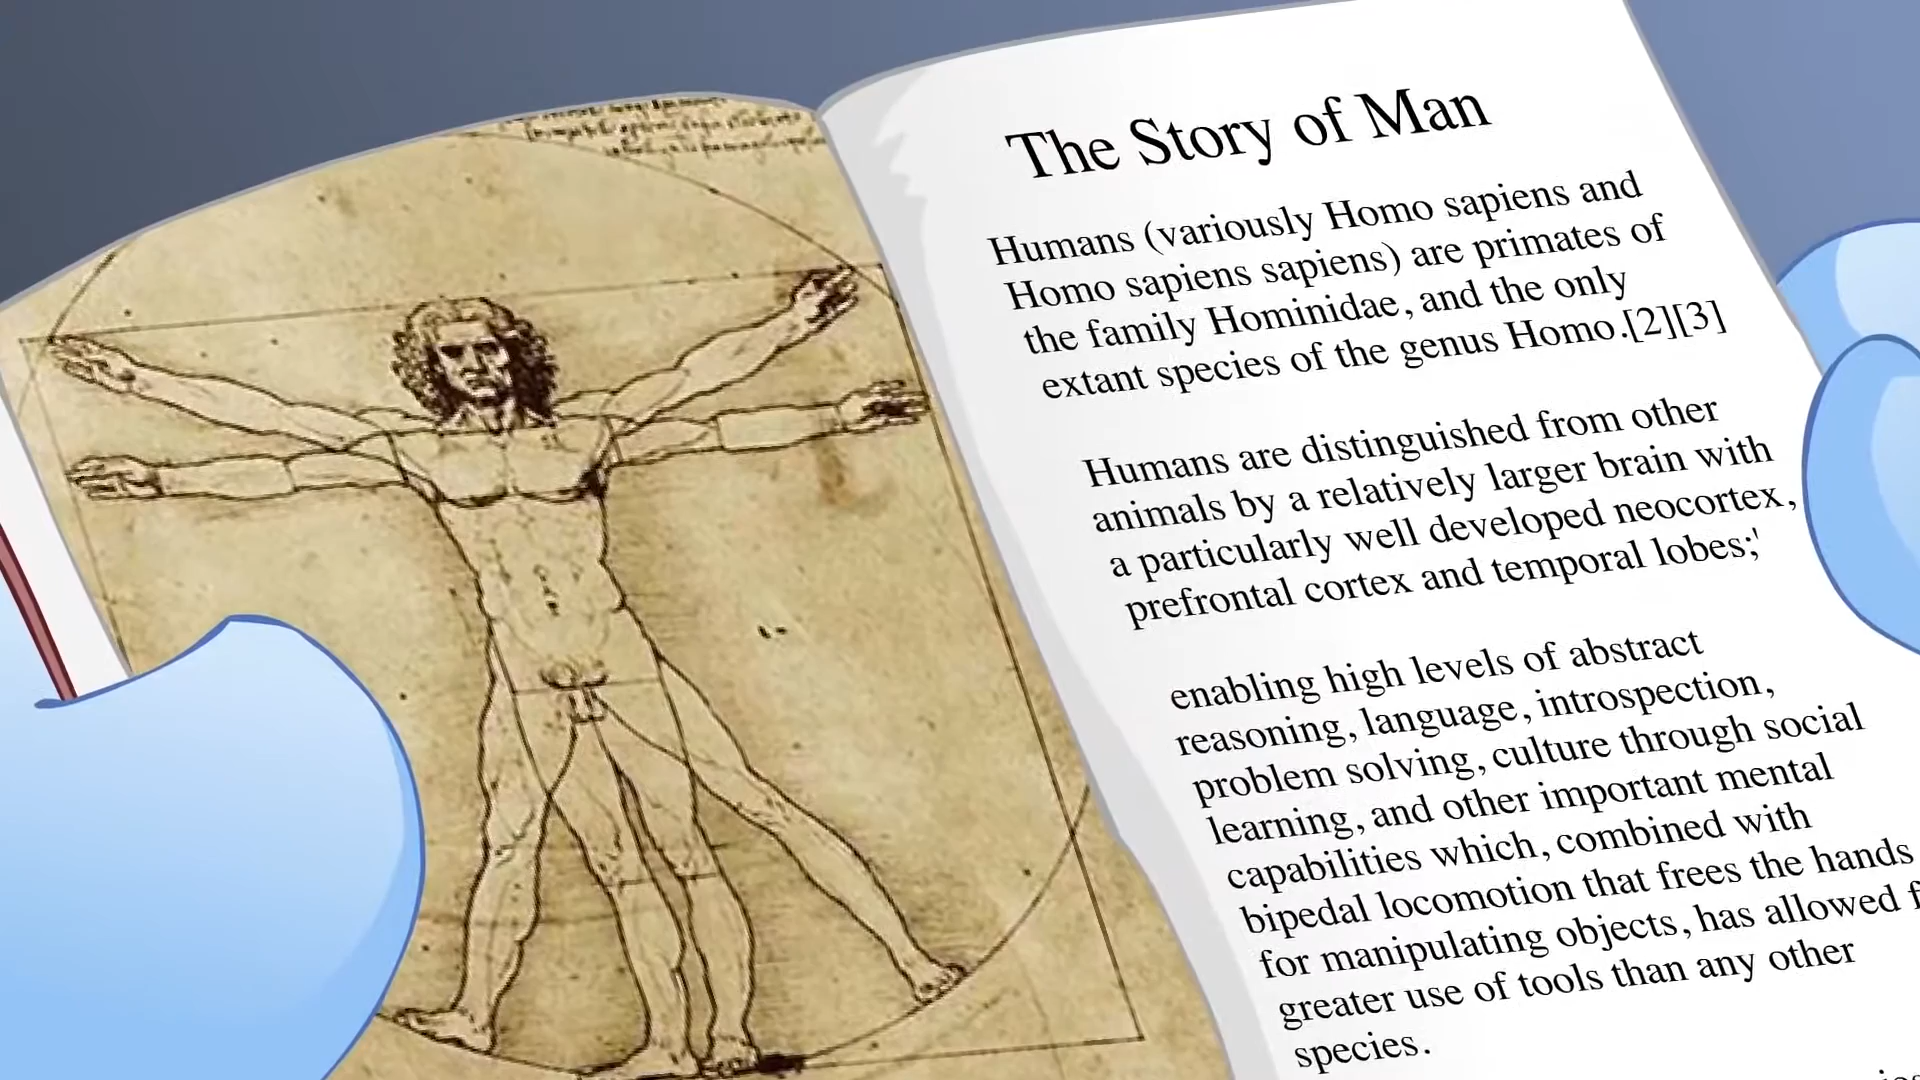 The Story of Man
Humans (variously Homo sapiens and
Homo sapiens sapiens) are primates of
the family Hominidae, and the only
extant species of the genus Homo.[2][3]
Humans are distinguished from other
animals by a relatively larger brain with
a particularly well developed neocortex,
prefrontal cortex and temporal lobes;'
enabling high levels of abstract
reasoning, language, introspection,
problem solving, culture through social
learning, and other important mental
capabilities which, combined with
bipedal locomotion that frees the hands
for manipulating objects, has allowed
greater use of tools than any other
species.